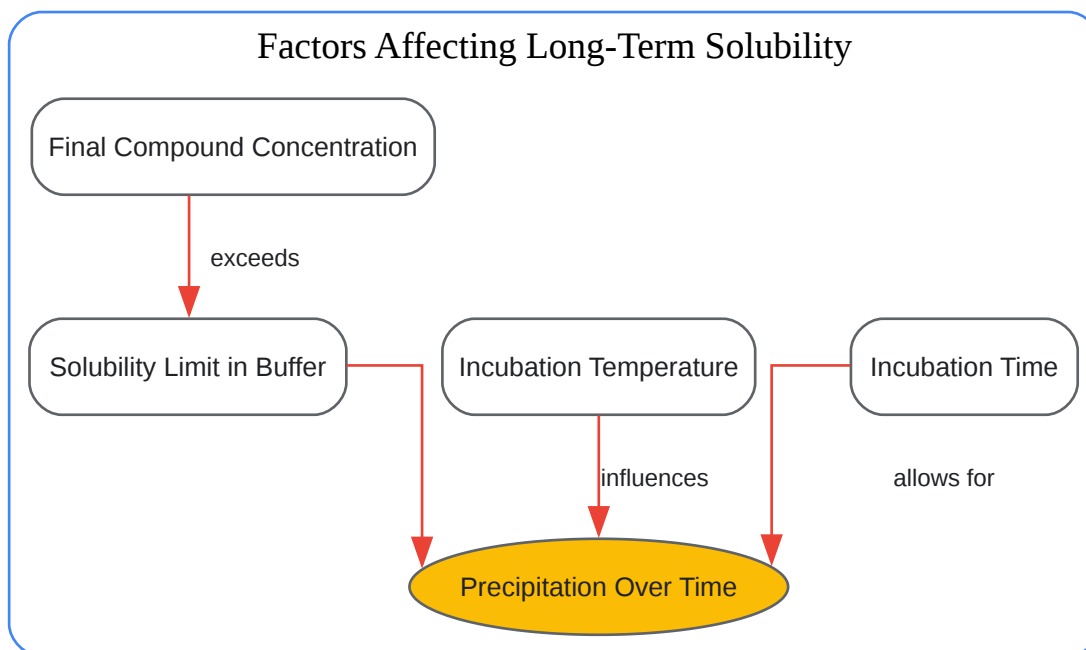 Factors Affecting Long-Term Solubility
Final Compound Concentration
exceeds
Solubility Limit in Buffer
Incubation Temperature
Incubation Time
influences
allows for
Precipitation Over Time